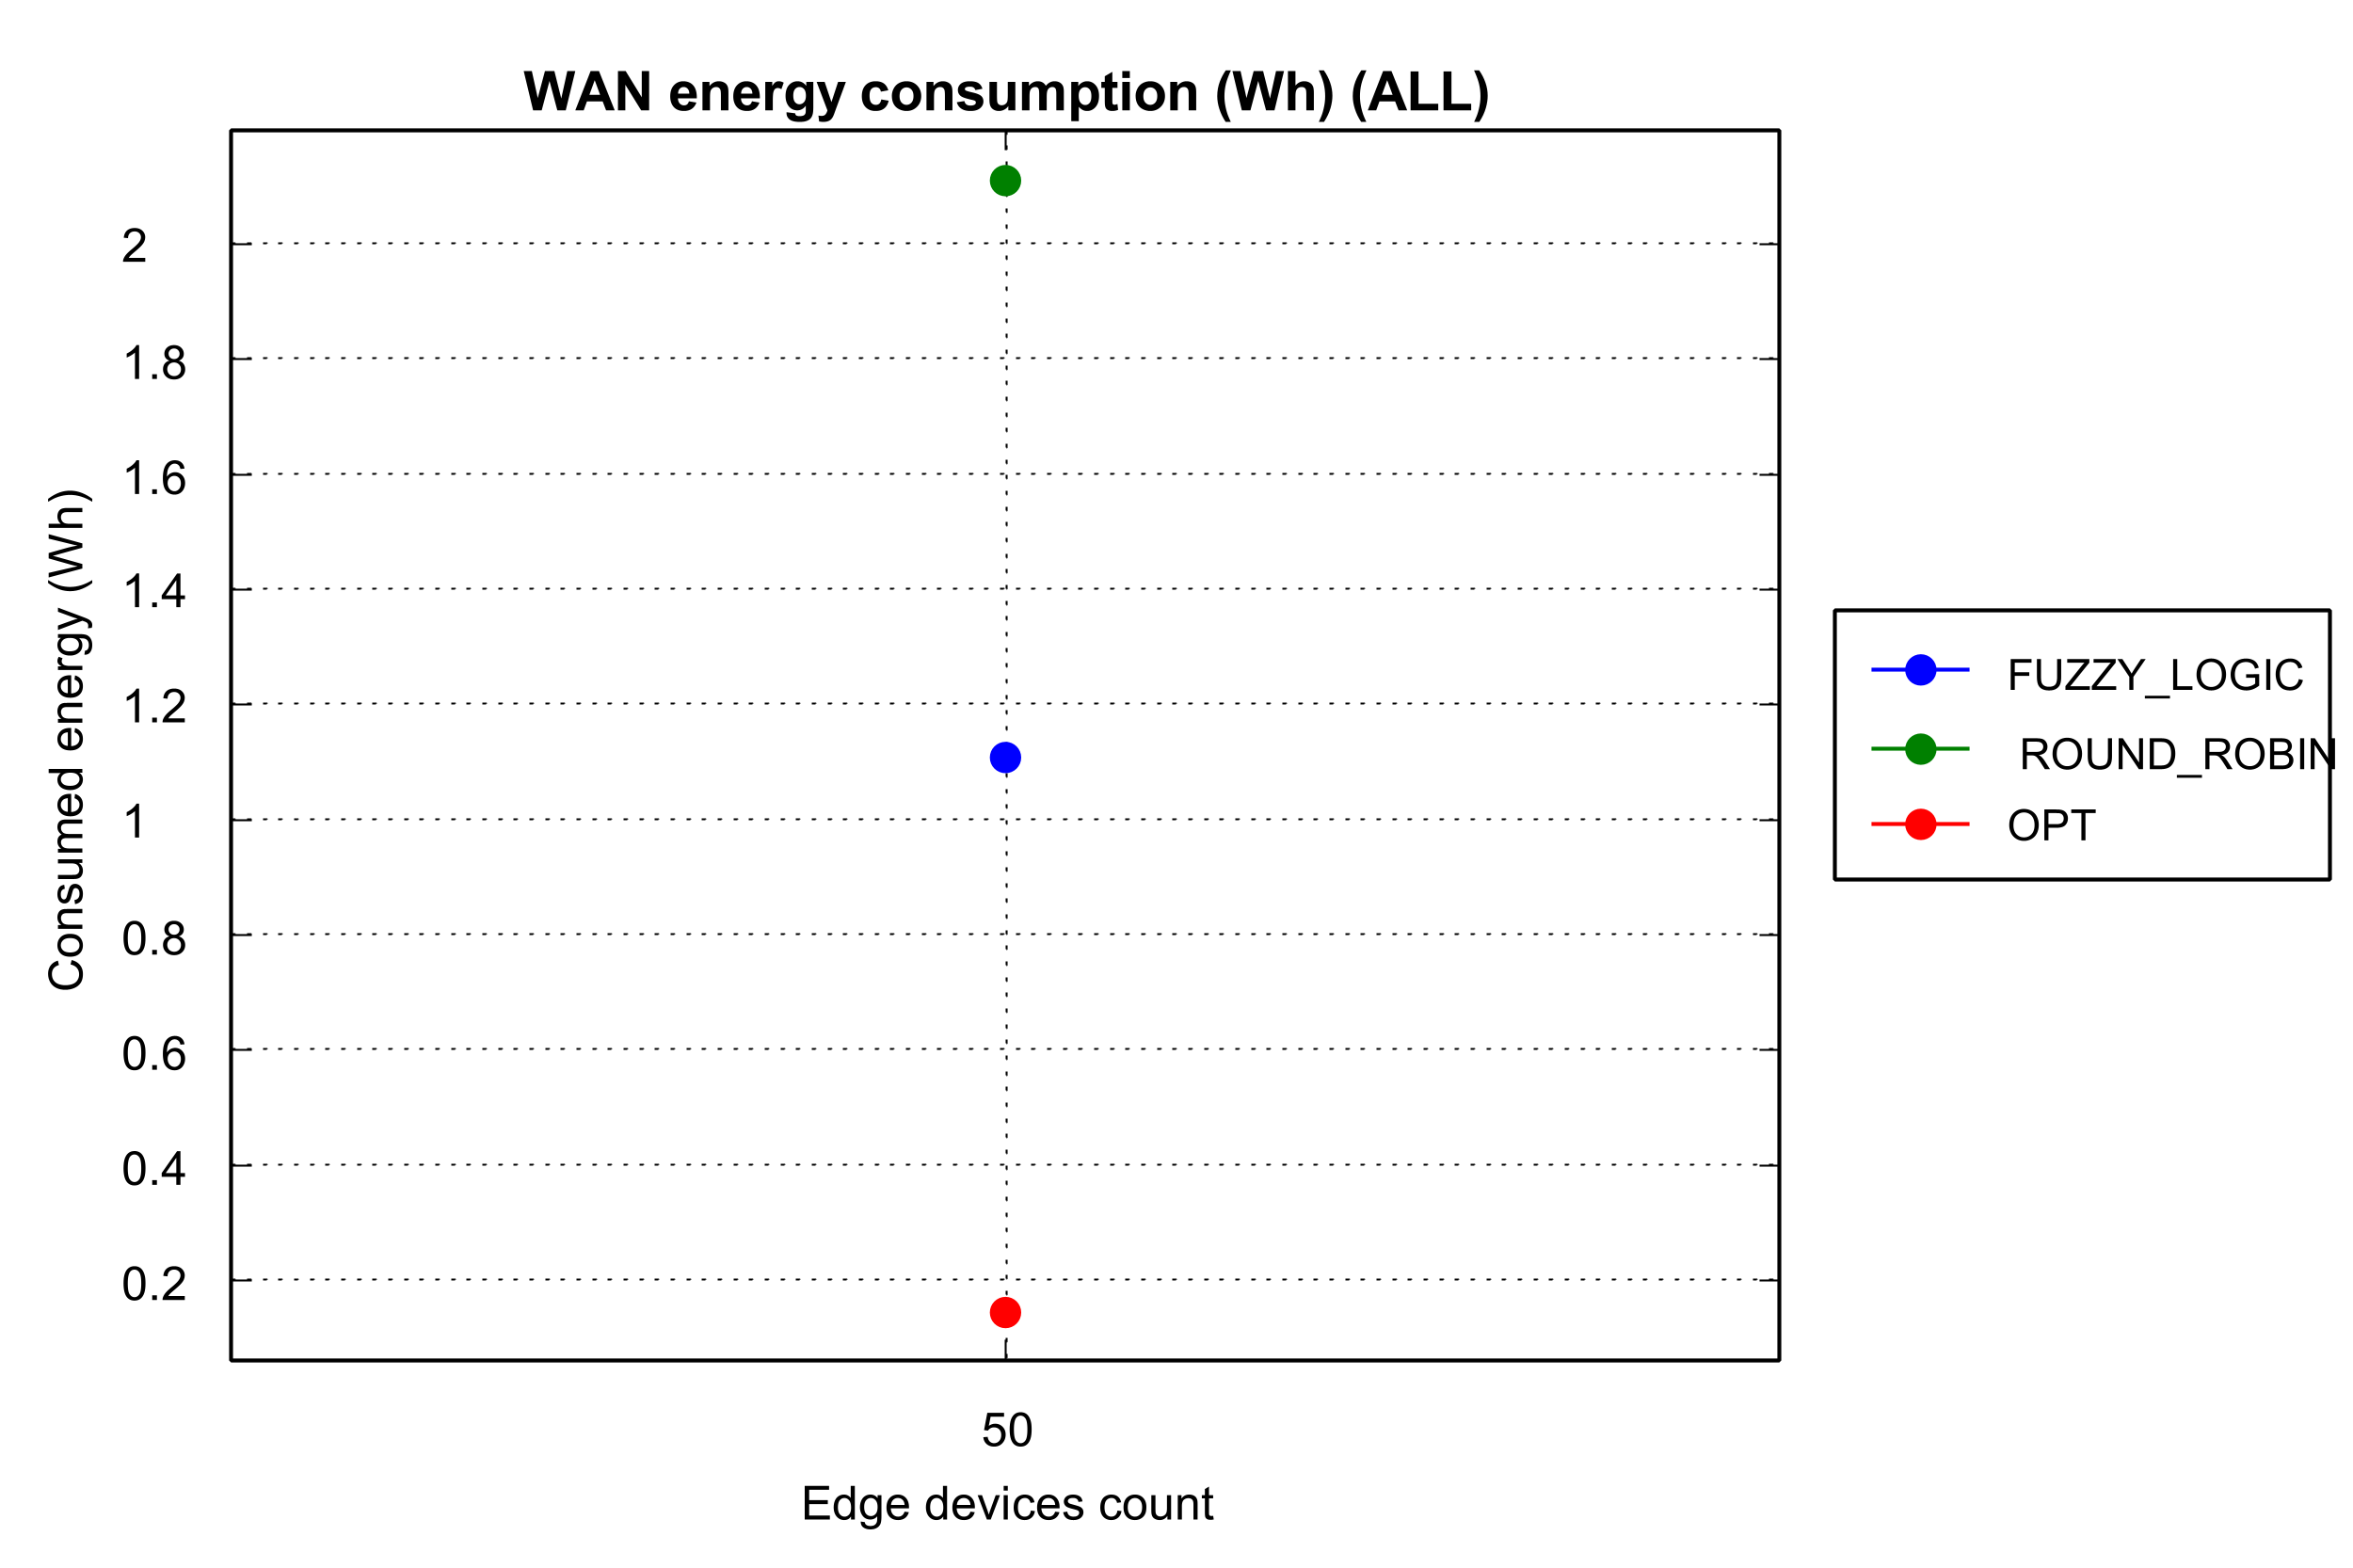 WAN energy consumption (Wh) (ALL)
2
1.8
1.6
1.4
1.2
1
0.8
0.6
0.4
0.2
Consumed energy (Wh)
50
Edge devices count
FUZZY_LOGIC
ROUND_ROBIN
OPT